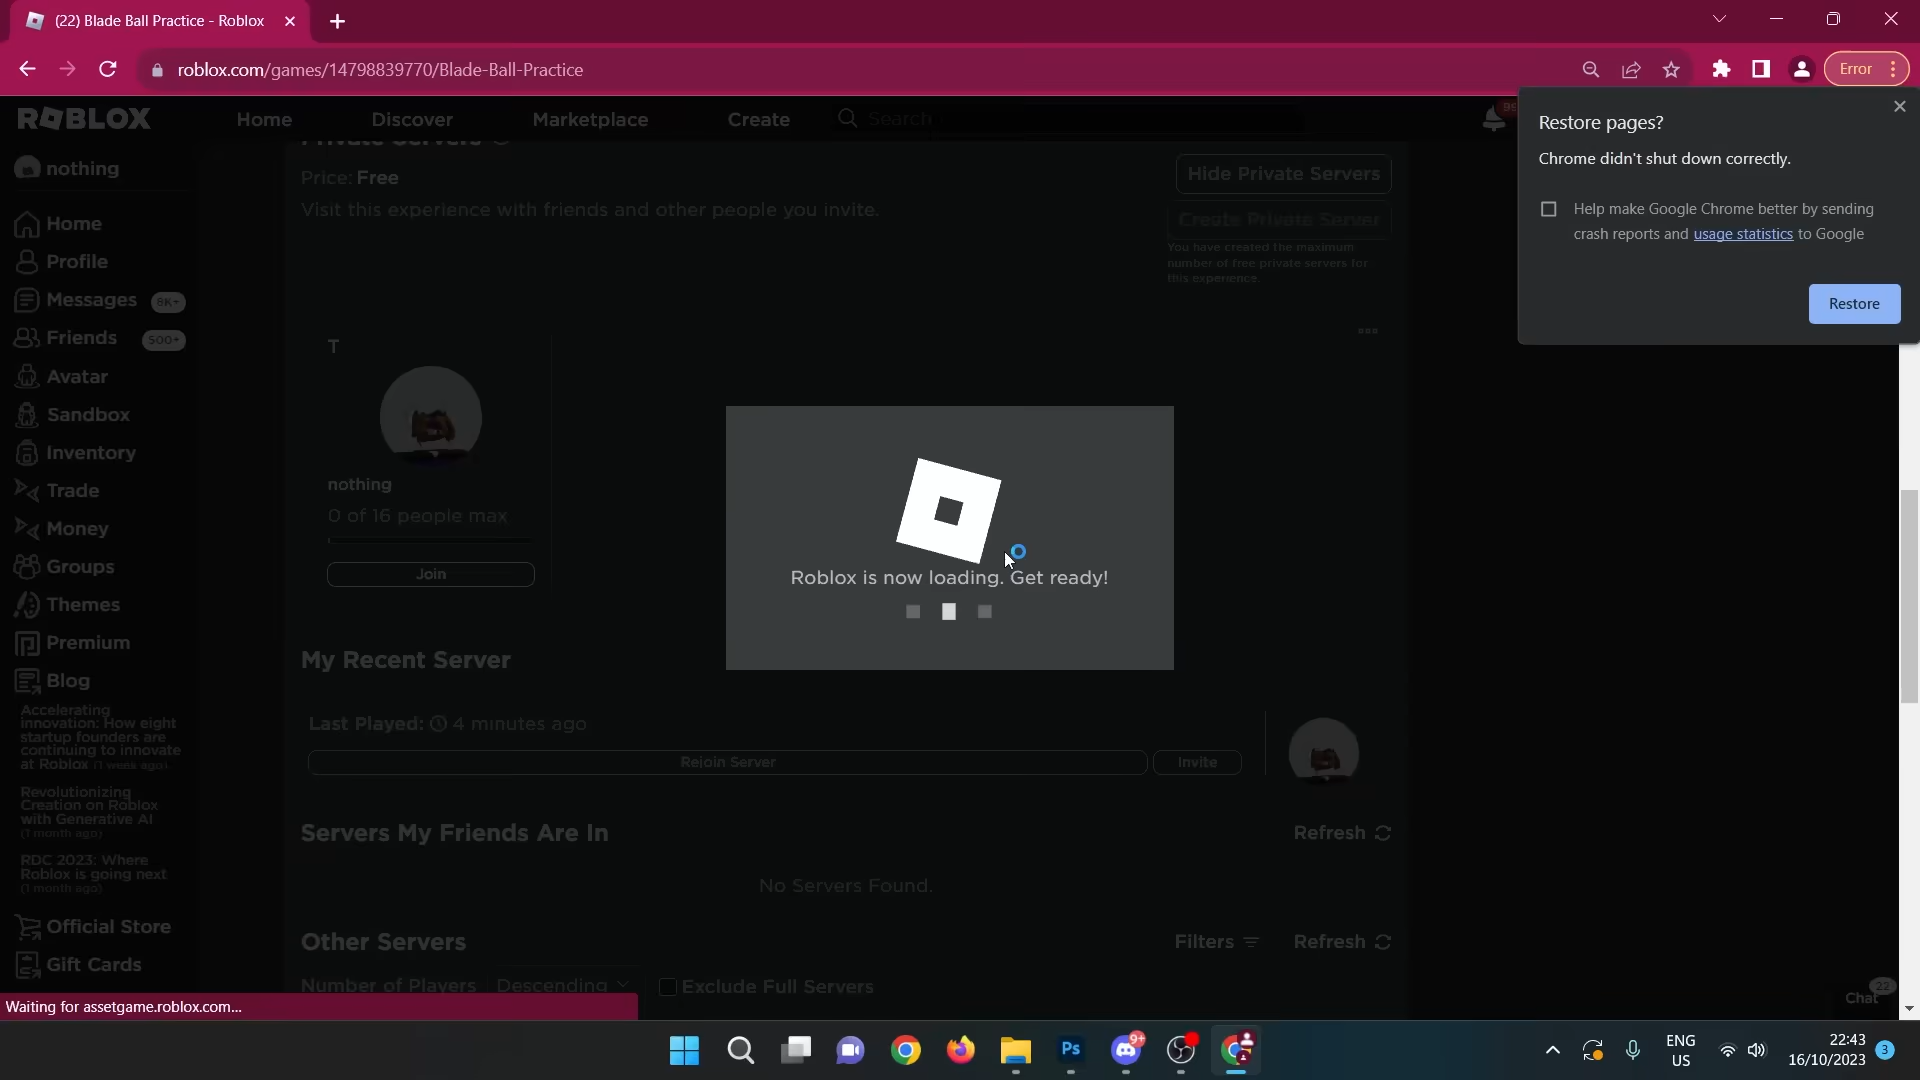 (22) Blade Ball Practice - Roblox
roblox.com/games/14798839770/Blade-Ball-Practice
Error
ROBLOX
Home
Discover
Marketplace
Create
Search
99
Restore pages?
Chrome didn't shut down correctly.
Help make Google Chrome better by sending
crash reports and usage statistics to Google
Restore
nothing
Home
Profile
Messages 8K+
Friends 500+
Avatar
Sandbox
Inventory
Trade
Money
Groups
Themes
Premium
Blog
Accelerating
innovation: How eight
startup founders are
continuing to innovate
at Roblox (1 week ago)
Revolutionizing
Creation on Roblox
with Generative AI
(1 month ago)
RDC 2023: Where
Roblox is going next
(1 month ago)
Official Store
Gift Cards
Private Servers
Price: Free
Visit this experience with friends and other people you invite.
Hide Private Servers
Create Private Server
You have created the maximum
number of free private servers for
this experience.
T
nothing
0 of 16 people max
Join
Roblox is now loading. Get ready!
My Recent Server
Last Played: 4 minutes ago
Rejoin Server
Invite
Servers My Friends Are In
Refresh
No Servers Found.
Other Servers
Filters
Refresh
Number of Players
Descending
Exclude Full Servers
Chat
22
Waiting for assetgame.roblox.com...
Ps
9+
ENG
US
22:43
16/10/2023
3